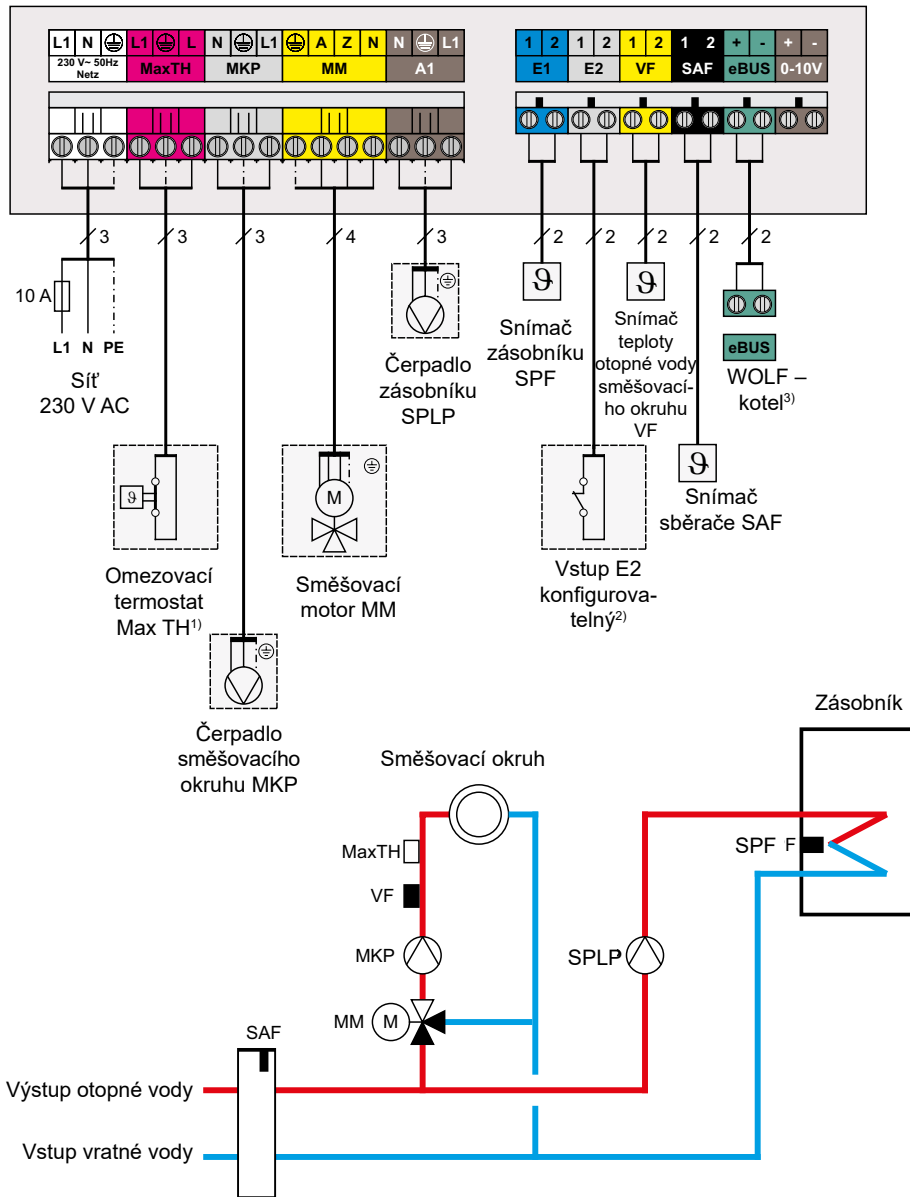 L1 N L1 L N L1 A Z N N L1
230 V~ 50Hz
Netz
MaxTH MKP MM A1
1 2 1 2 1 2 1 2 + - + -
E1 E2 VF SAF eBUS 0-10V
3 3 3 4 3 2 2 2 2 2
10 A
L1 N PE
Síť
230 V AC
Omezovací
termostat
Max TH1)
ϑ
Čerpadlo
směšovacího
okruhu MKP
M
Směšovací
motor MM
Čerpadlo
zásobníku
SPLP
ϑ
Snímač
zásobníku
SPF
Vstup E2
konfigurova-
telný2)
ϑ
Snímač
teploty
otopné vody
směšovací-
ho okruhu
VF
ϑ
Snímač
sběrače SAF
eBUS
WOLF –
kotel3)
Zásobník
Směšovací okruh
MaxTH
SPF F
VF
MKP
SPLP
MM M
SAF
Výstup otopné vody
Vstup vratné vody